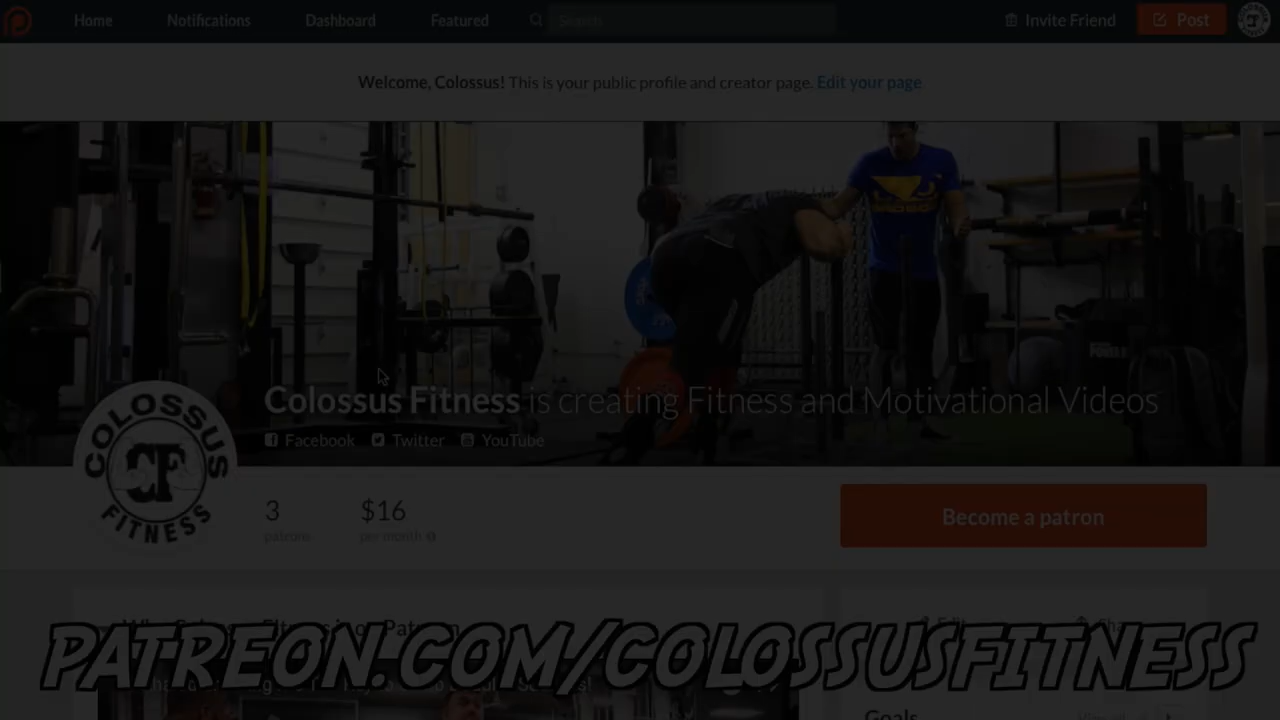 Home Notifications Dashboard Featured Search Invite Friend Post
Welcome, Colossus! This is your public profile and creator page. Edit your page
Colossus Fitness is creating Fitness and Motivational Videos
Facebook Twitter YouTube
COLOSSUS
CF
FITNESS
3 $16
patrons per month
Become a patron
PATREON.COM/COLOSSUSFITNESS
Goals